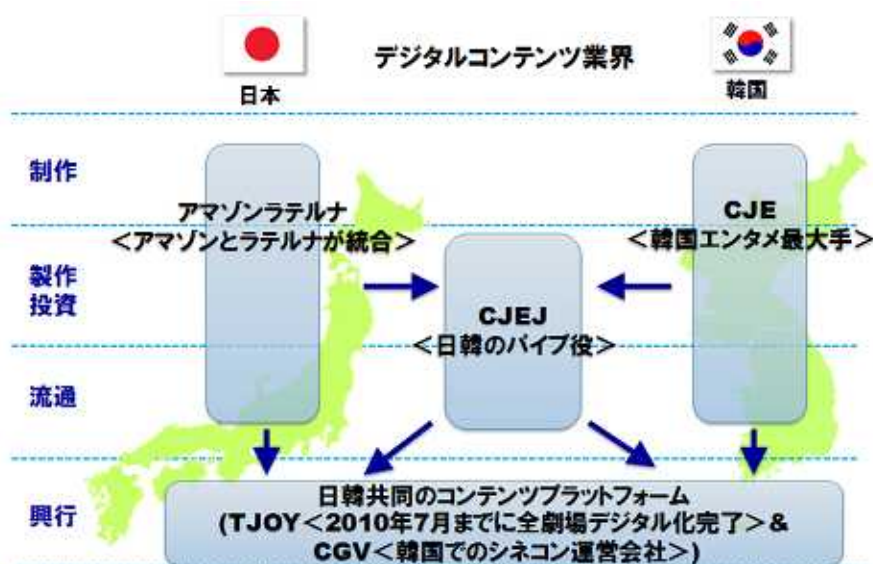 デジタルコンテンツ業界
日本
韓国
制作
アマゾンラテルナ
＜アマゾンとラテルナが統合＞
CJE
＜韓国エンタメ最大手＞
製作
投資
CJEJ
＜日韓のパイプ役＞
流通
興行
日韓共同のコンテンツプラットフォーム
(TJOY＜2010年7月までに全劇場デジタル化完了＞&
CGV＜韓国でのシネコン運営会社＞)